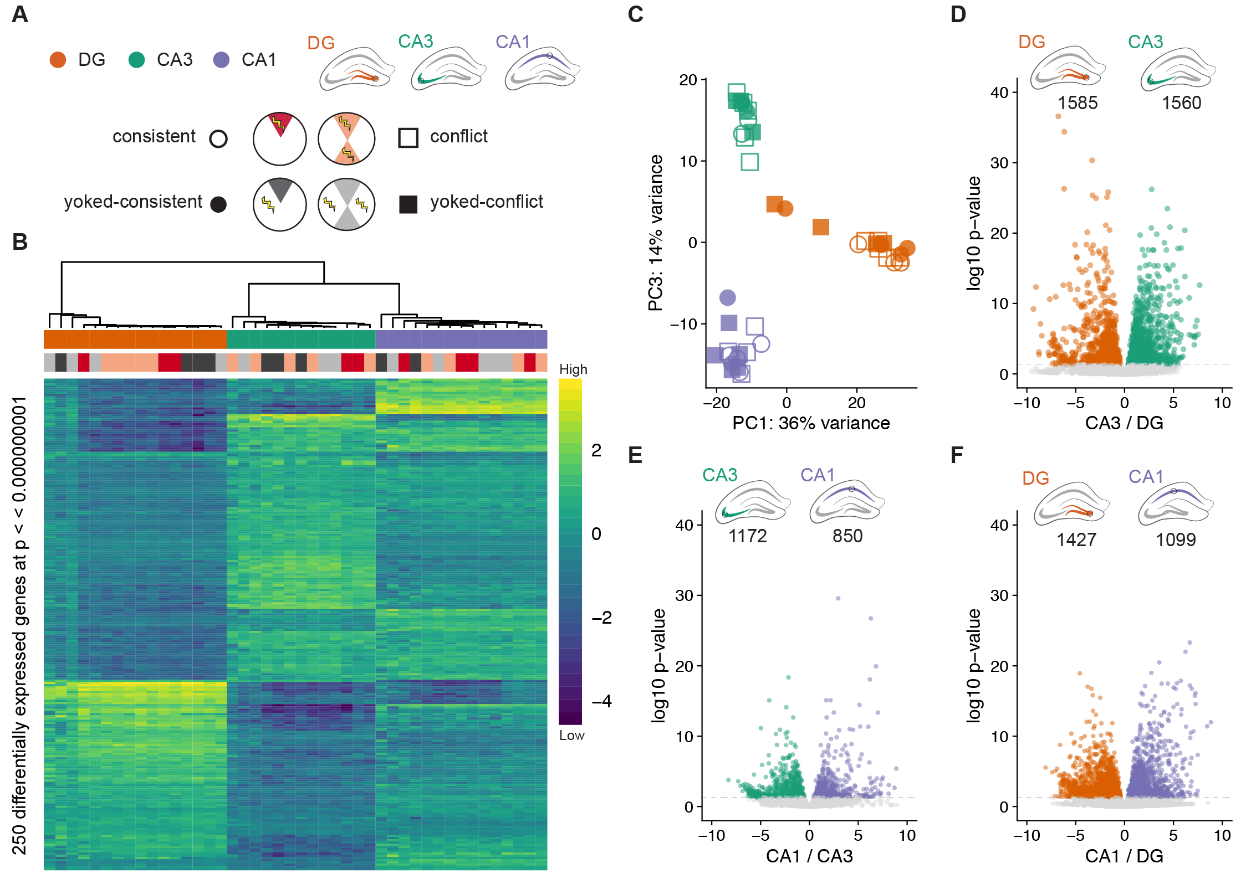 A
DG
CA3
CA1
DG
CA3
CA1
consistent
conflict
yoked-consistent
yoked-conflict
B
250 differentially expressed genes at p < < 0.0000000001
High
2
0
−2
−4
Low
C
20
10
0
−10
−20
0
20
PC3: 14% variance
PC1: 36% variance
D
DG
CA3
1585
1560
40
30
20
10
0
−10
−5
0
5
10
log10 p−value
CA3 / DG
E
CA3
CA1
1172
850
40
30
20
10
0
−10
−5
0
5
10
log10 p−value
CA1 / CA3
F
DG
CA1
1427
1099
40
30
20
10
0
−10
−5
0
5
10
log10 p−value
CA1 / DG